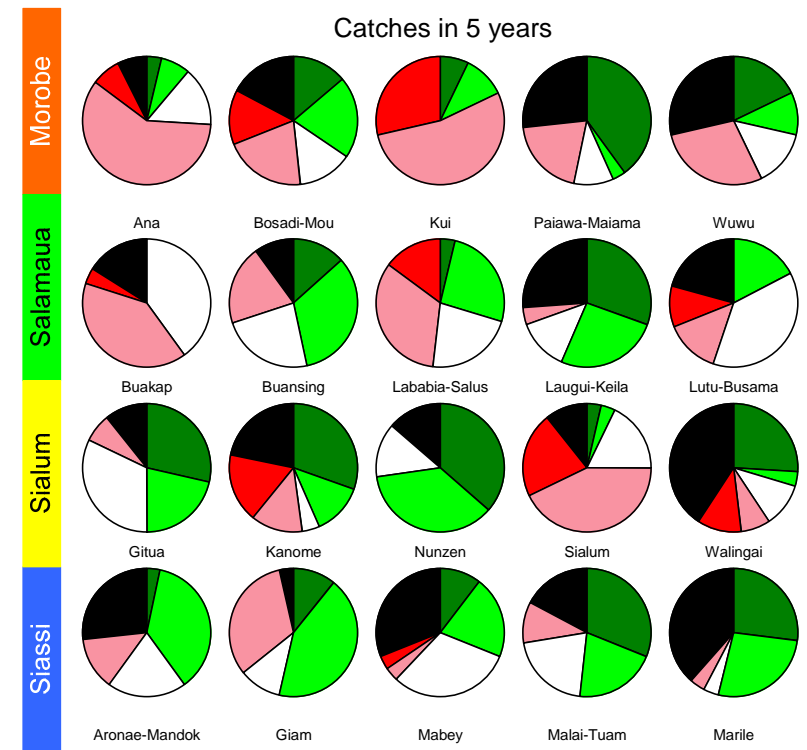 Catches in 5 years
Morobe
Ana
Bosadi-Mou
Kui
Paiawa-Maiama
Wuwu
Salamaua
Buakap
Buansing
Lababia-Salus
Laugui-Keila
Lutu-Busama
Sialum
Gitua
Kanome
Nunzen
Sialum
Walingai
Siassi
Aronae-Mandok
Giam
Mabey
Malai-Tuam
Marile